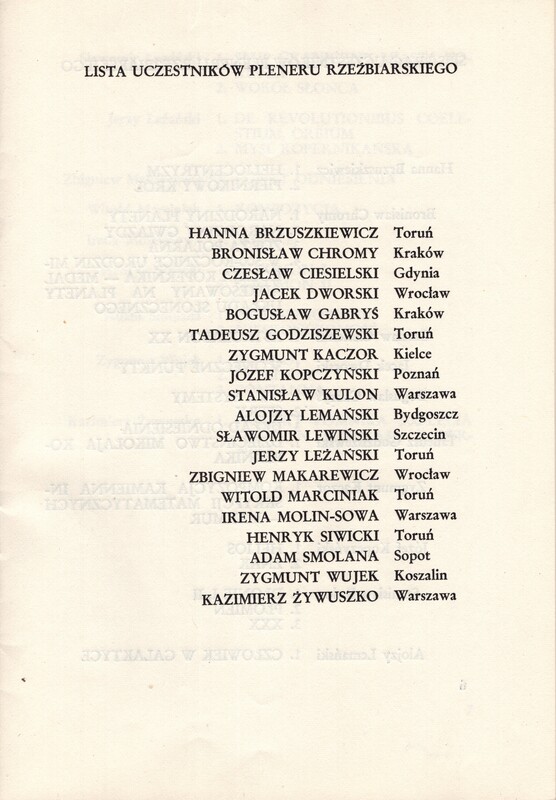 LISTA UCZESTNIKÓW PLENERU RZEŹBIARSKIEGO
HANNA BRZUSZKIEWICZ Toruń
BRONISŁAW CHROMY Kraków
CZESŁAW CIESIELSKI Gdynia
JACEK DWORSKI Wrocław
BOGUSŁAW GABRYŚ Kraków
TADEUSZ GODZISZEWSKI Toruń
ZYGMUNT KACZOR Kielce
JÓZEF KOPCZYŃSKI Poznań
STANISŁAW KULON Warszawa
ALOJZY LEMAŃSKI Bydgoszcz
SŁAWOMIR LEWIŃSKI Szczecin
JERZY LEŻAŃSKI Toruń
ZBIGNIEW MAKAREWICZ Wrocław
WITOLD MARCINIAK Toruń
IRENA MOLIN-SOWA Warszawa
HENRYK SIWICKI Toruń
ADAM SMOLANA Sopot
ZYGMUNT WUJEK Koszalin
KAZIMIERZ ŻYWUSZKO Warszawa